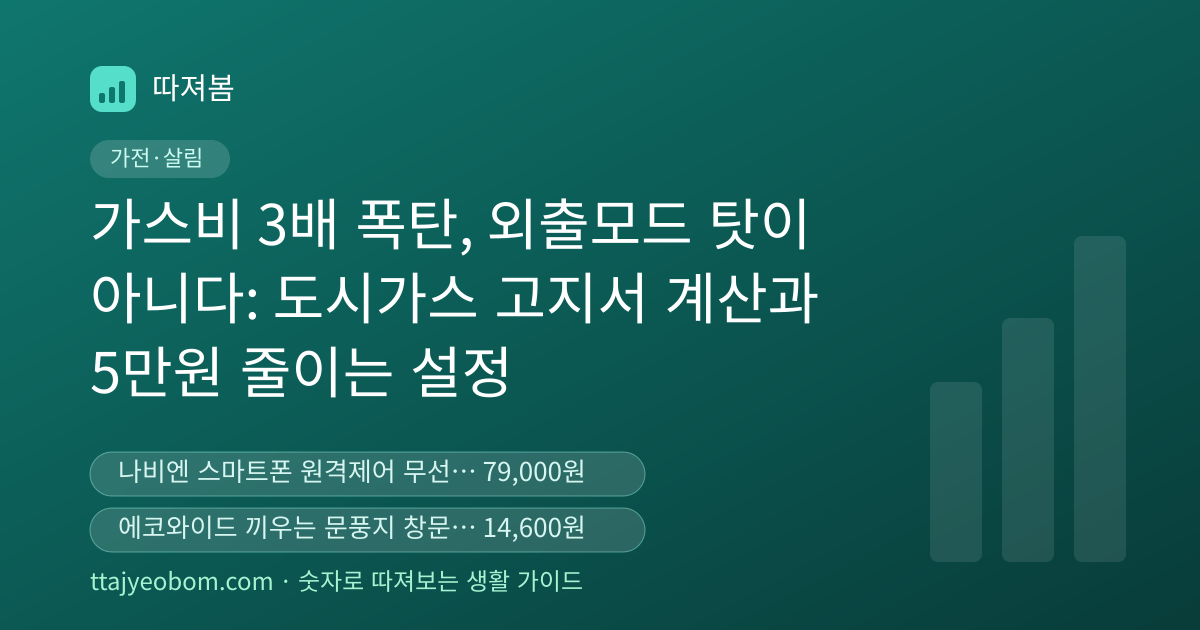 따져봄
가전·살림
가스비 3배 폭탄, 외출모드 탓이
아니다: 도시가스 고지서 계산과
5만원 줄이는 설정
나비엔 스마트폰 원격제어 무선… 79,000원
에코와이드 끼우는 문풍지 창문… 14,600원
ttajyeobom.com · 숫자로 따져보는 생활 가이드